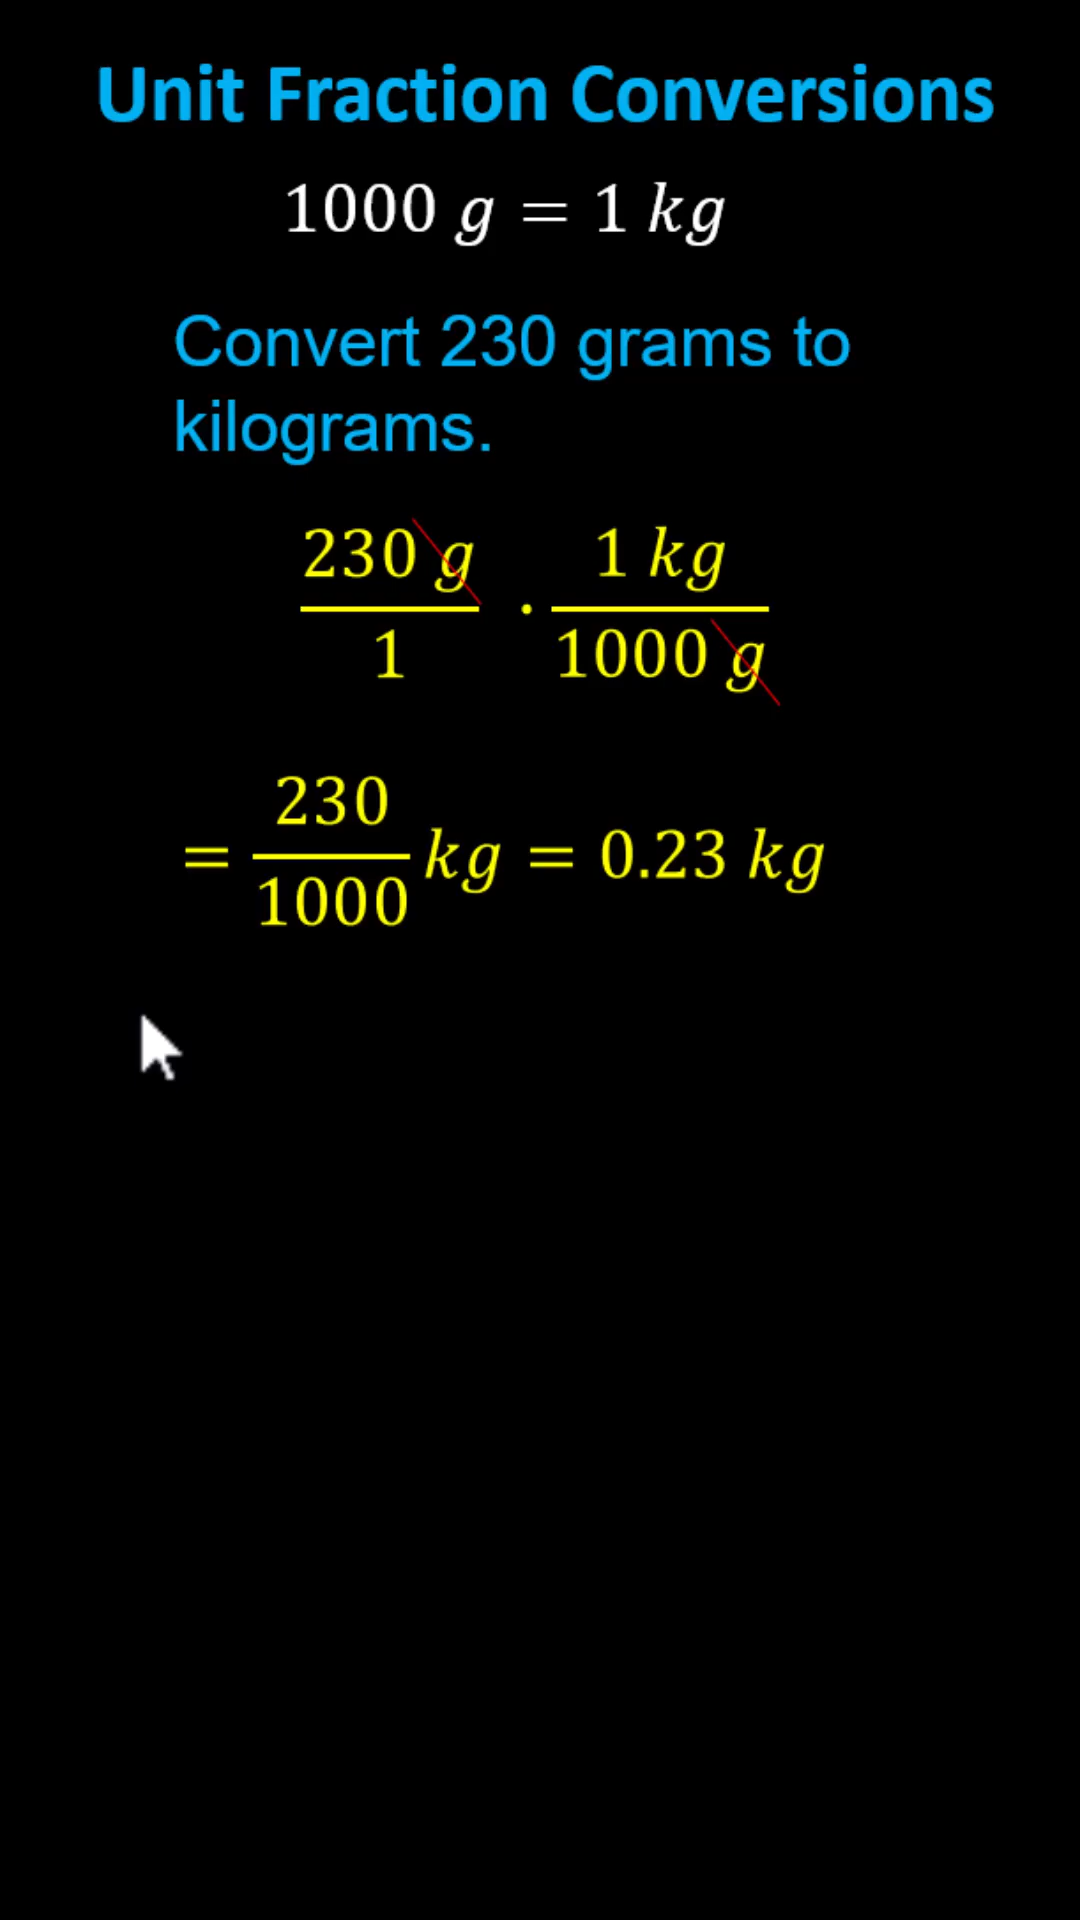 Unit Fraction Conversions
1000 g = 1 kg
Convert 230 grams to
kilograms.
230 g / 1 · 1 kg / 1000 g
= 230 / 1000 kg = 0.23 kg